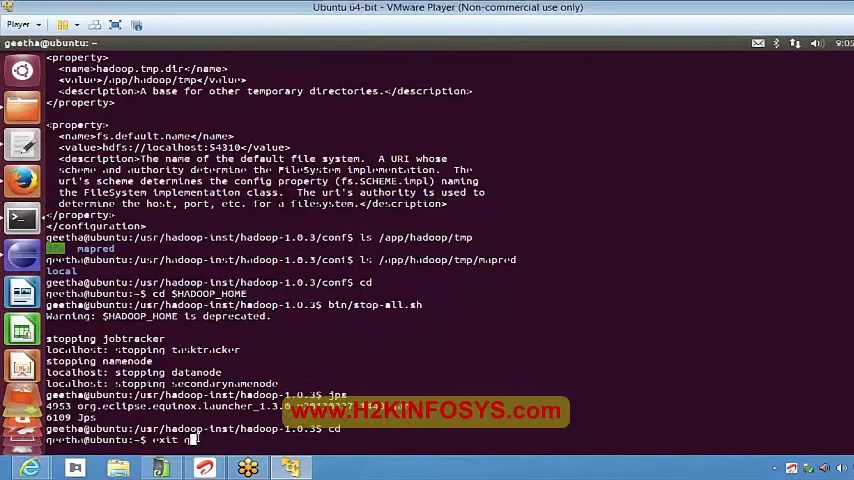 Ubuntu 64-bit - VMware Player (Non-commercial use only)
Player
geetha@ubuntu: ~
9:05
<property>
<name>hadoop.tmp.dir</name>
<value>/app/hadoop/tmp</value>
<description>A base for other temporary directories.</description>
</property>
<property>
<name>fs.default.name</name>
<value>hdfs://localhost:54310</value>
<description>The name of the default file system. A URI whose
scheme and authority determine the FileSystem implementation. The
uri's scheme determines the config property (fs.SCHEME.impl) naming
the FileSystem implementation class. The uri's authority is used to
determine the host, port, etc. for a filesystem.</description>
</property>
</configuration>
geetha@ubuntu:/usr/hadoop-inst/hadoop-1.0.3/conf$ ls /app/hadoop/tmp
mapred
geetha@ubuntu:/usr/hadoop-inst/hadoop-1.0.3/conf$ ls /app/hadoop/tmp/mapred
local
geetha@ubuntu:/usr/hadoop-inst/hadoop-1.0.3/conf$ cd
geetha@ubuntu:~$ cd $HADOOP_HOME
geetha@ubuntu:/usr/hadoop-inst/hadoop-1.0.3$ bin/stop-all.sh
Warning: $HADOOP_HOME is deprecated.
stopping jobtracker
localhost: stopping tasktracker
stopping namenode
localhost: stopping datanode
localhost: stopping secondarynamenode
geetha@ubuntu:/usr/hadoop-inst/hadoop-1.0.3$ jps
4953 org.eclipse.equinox.launcher_1.3.0
www.H2KINFOSYS.com
6109 Jps
geetha@ubuntu:/usr/hadoop-inst/hadoop-1.0.3$ cd
geetha@ubuntu:~$ exit